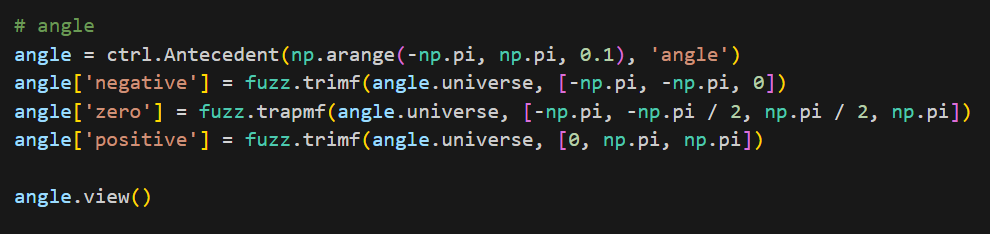 # angle
angle = ctrl.Antecedent(np.arange(-np.pi, np.pi, 0.1), 'angle')
angle['negative'] = fuzz.trimf(angle.universe, [-np.pi, -np.pi, 0])
angle['zero'] = fuzz.trapmf(angle.universe, [-np.pi, -np.pi / 2, np.pi / 2, np.pi])
angle['positive'] = fuzz.trimf(angle.universe, [0, np.pi, np.pi])
angle.view()